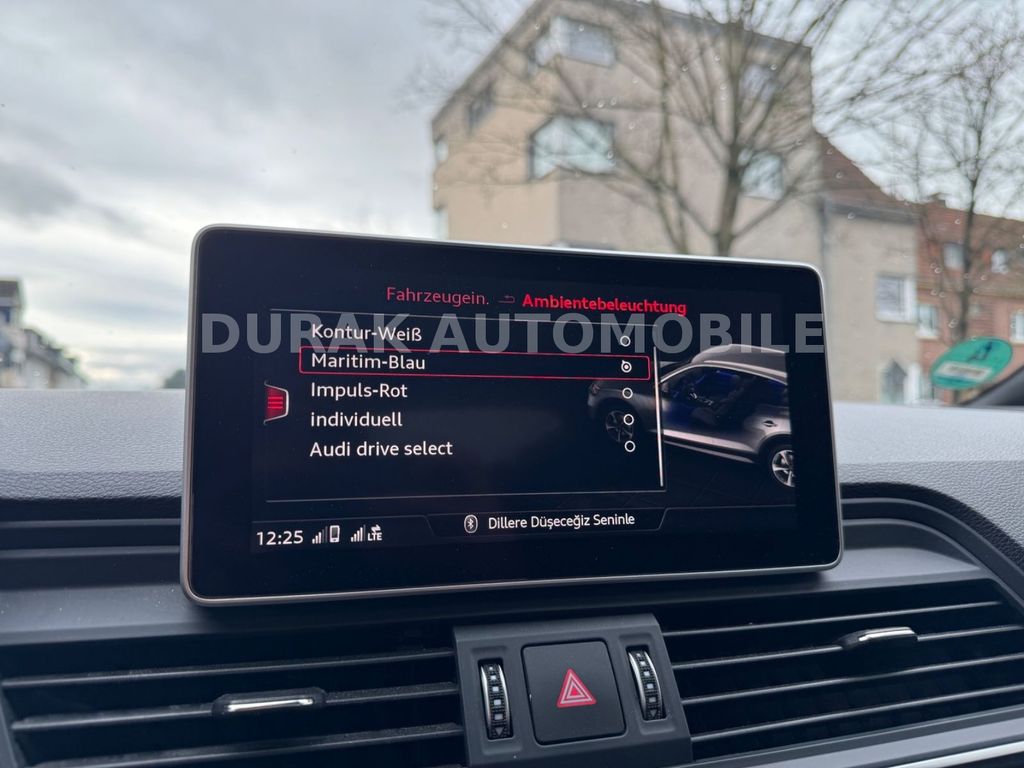 Fahrzeugein. Ambientebeleuchtung
DURAK AUTOMOBILE
Kontur-Weiß
Maritim-Blau
Impuls-Rot
individuell
Audi drive select
12:25 LTE Dillere Düşeceğiz Seninle